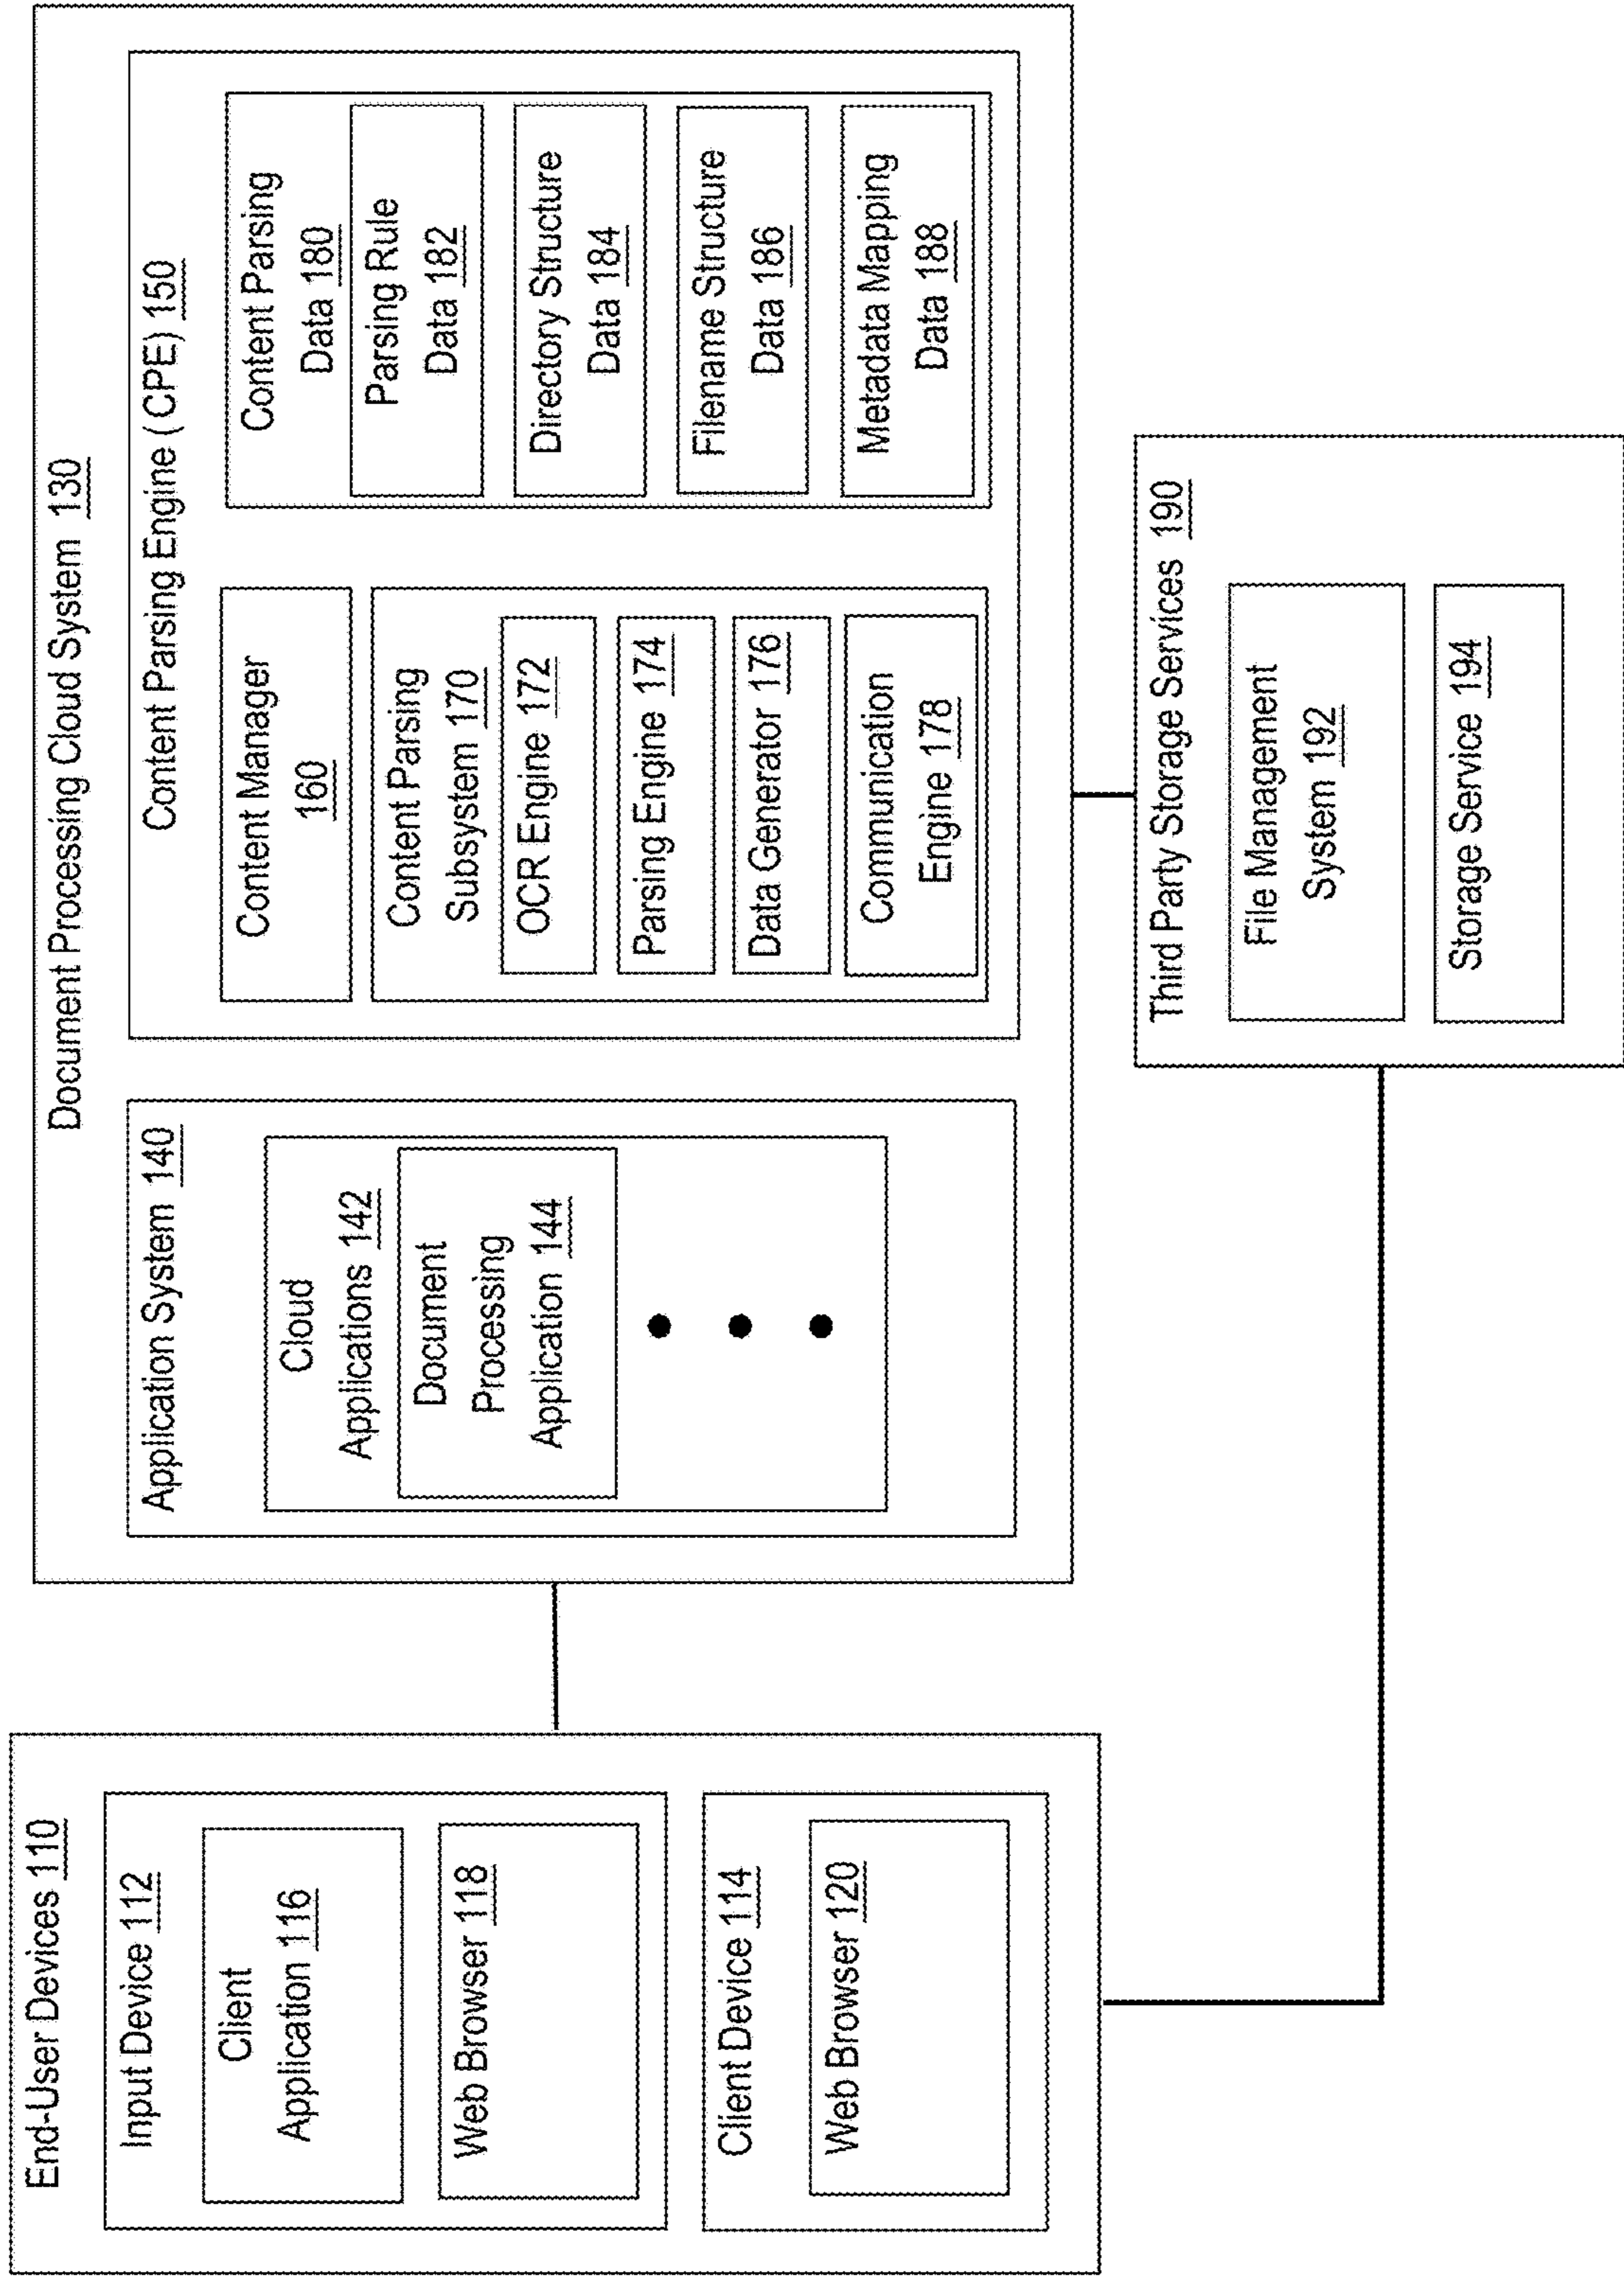 End-User Devices 110
Input Device 112
Client
Application 116
Web Browser 118
Client Device 114
Web Browser 120
Document Processing Cloud System 130
Application System 140
Cloud
Applications 142
Document
Processing
Application 144
Content Parsing Engine (CPE) 150
Content Manager
160
Content Parsing
Subsystem 170
OCR Engine 172
Parsing Engine 174
Data Generator 176
Communication
Engine 178
Content Parsing
Data 180
Parsing Rule
Data 182
Directory Structure
Data 184
Filename Structure
Data 186
Metadata Mapping
Data 188
Third Party Storage Services 190
File Management
System 192
Storage Service 194